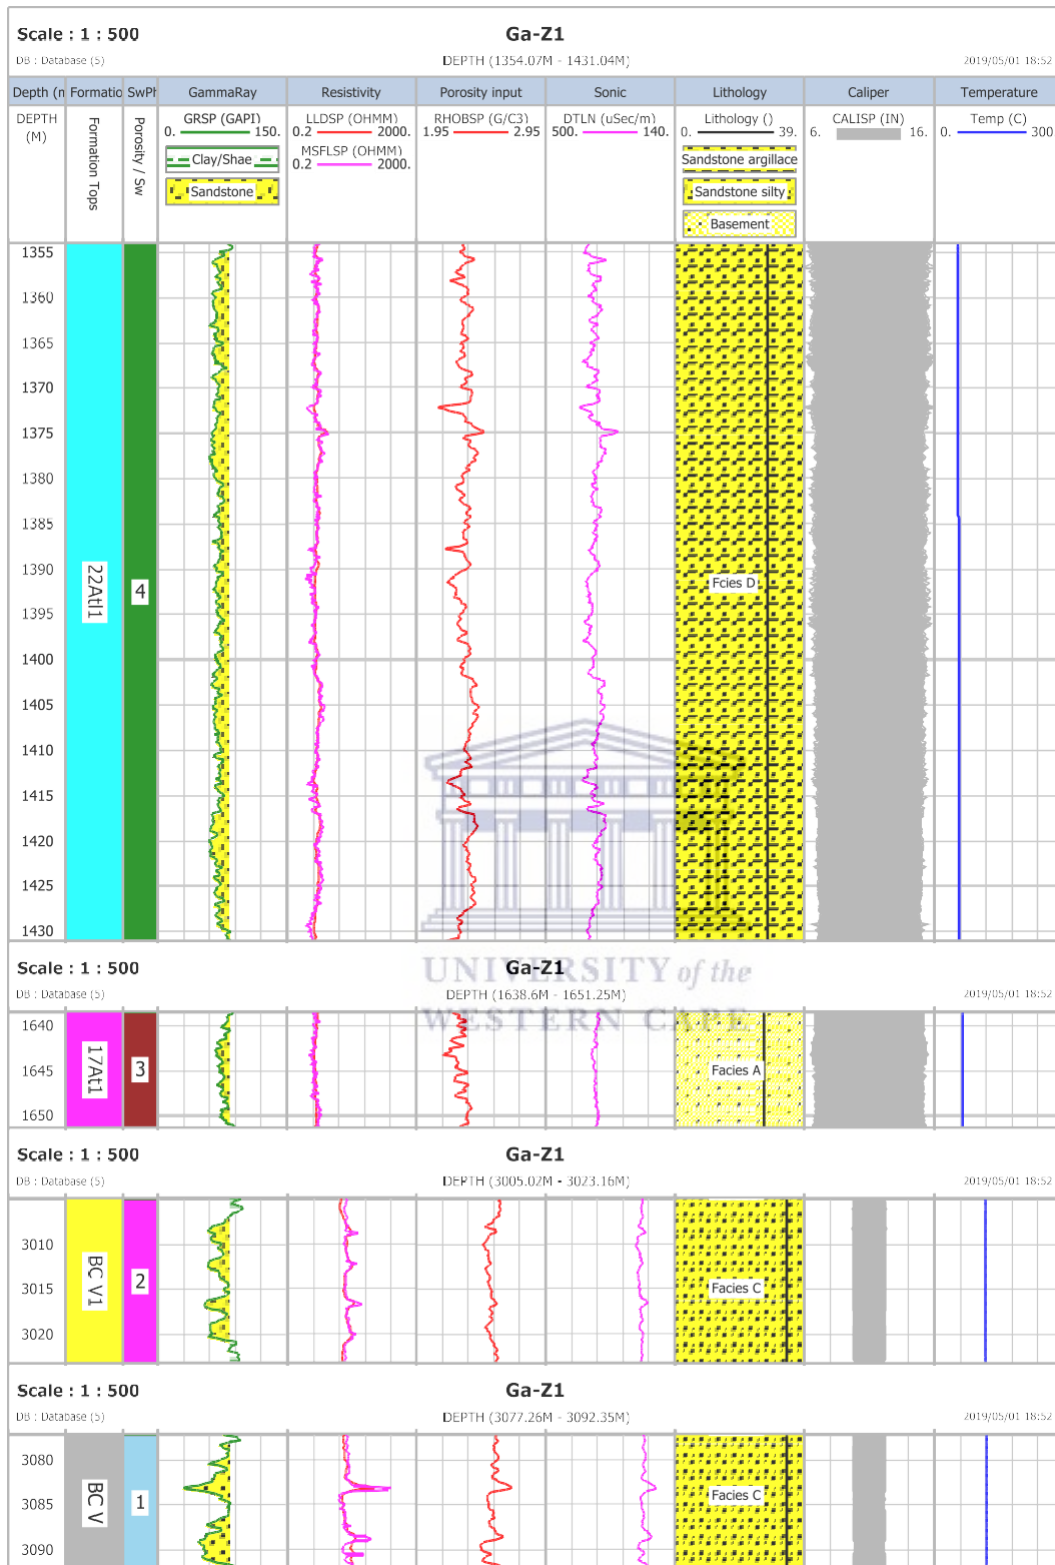 Scale : 1 : 500 Ga-Z1
DB : Database (5) DEPTH (1354.07M - 1431.04M) 2019/05/01 18:52
Depth (n Formatio SwPl GammaRay Resistivity Porosity input Sonic Lithology Caliper Temperature
DEPTH (M)
Formation Tops
Porosity / Sw
GRSP (GAPI)
0. 150.
Clay/Shae
Sandstone
LLDSP (OHMM)
0.2 2000.
MSFLSP (OHMM)
0.2 2000.
RHOBSP (G/C3)
1.95 2.95
DTLN (uSec/m)
500. 140.
Lithology ()
0. 39.
Sandstone argillace
Sandstone silty
Basement
CALISP (IN)
6. 16.
Temp (C)
0. 300
1355
1360
1365
1370
1375
1380
1385
1390
1395
1400
1405
1410
1415
1420
1425
1430
22Atl1
4
Fcies D
UNIVERSITY of the
WESTERN CAPE
Scale : 1 : 500 Ga-Z1
DB : Database (5) DEPTH (1638.6M - 1651.25M) 2019/05/01 18:52
1640
1645
1650
17At1
3
Facies A
Scale : 1 : 500 Ga-Z1
DB : Database (5) DEPTH (3005.02M - 3023.16M) 2019/05/01 18:52
3010
3015
3020
BC V1
2
Facies C
Scale : 1 : 500 Ga-Z1
DB : Database (5) DEPTH (3077.26M - 3092.35M) 2019/05/01 18:52
3080
3085
3090
BC V
1
Facies C